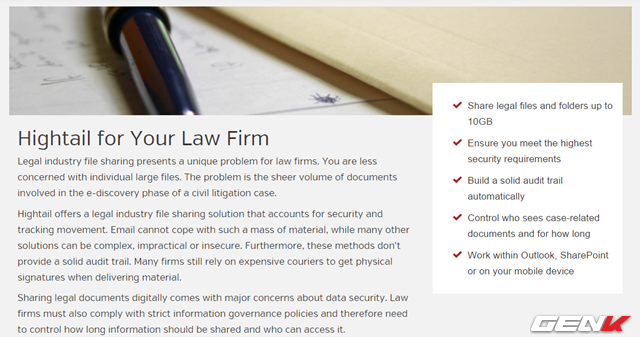 Hightail for Your Law Firm
Legal industry file sharing presents a unique problem for law firms. You are less
concerned with individual large files. The problem is the sheer volume of documents
involved in the e-discovery phase of a civil litigation case.
Hightail offers a legal industry file sharing solution that accounts for security and
tracking movement. Email cannot cope with such a mass of material, while many other
solutions can be complex, impractical or insecure. Furthermore, these methods don't
provide a solid audit trail. Many firms still rely on expensive couriers to get physical
signatures when delivering material.
Sharing legal documents digitally comes with major concerns about data security. Law
firms must also comply with strict information governance policies and therefore need
to control how long information should be shared and who can access it.
Share legal files and folders up to
10GB
Ensure you meet the highest
security requirements
Build a solid audit trail
automatically
Control who sees case-related
documents and for how long
Work within Outlook, SharePoint
or on your mobile device
GENK